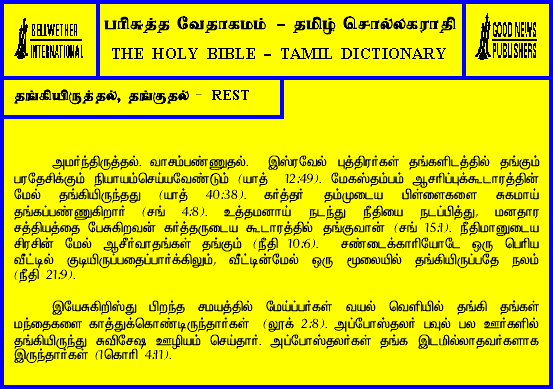 BELLWETHER
INTERNATIONAL
பரிசுத்த வேதாகமம் – தமிழ் சொல்லகராதி
THE HOLY BIBLE – TAMIL DICTIONARY
GOOD NEWS
PUBLISHERS
தங்கியிருத்தல், தங்குதல் – REST
அமர்ந்திருத்தல். வாசம்பண்ணுதல். இஸ்ரவேல் புத்திரர்கள் தங்களிடத்தில் தங்கும்
பரதேசிக்கும் நியாயம்செய்யவேண்டும் (யாத் 12:49). மேகஸ்தம்பம் ஆசரிப்புக்கூடாரத்தின்
மேல் தங்கியிருந்தது (யாத் 40:38). கர்த்தர் தம்முடைய பிள்ளைகளை சுகமாய்
தங்கப்பண்ணுகிறார் (சங் 4:8). உத்தமனாய் நடந்து நீதியை நடப்பித்து, மனதார
சத்தியத்தை பேசுகிறவன் கர்த்தருடைய கூடாரத்தில் தங்குவான் (சங் 15:1). நீதிமானுடைய
சிரசின் மேல் ஆசீர்வாதங்கள் தங்கும் (நீதி 10:6). சண்டைக்காரியோடே ஒரு பெரிய
வீட்டில் குடியிருப்பதைப்பார்க்கிலும், வீட்டின்மேல் ஒரு மூலையில் தங்கியிருப்பதே நலம்
(நீதி 21:9).
இயேசுகிறிஸ்து பிறந்த சமயத்தில் மேய்ப்பர்கள் வயல் வெளியில் தங்கி தங்கள்
மந்தைகளை காத்துக்கொண்டிருந்தார்கள் (லூக் 2:8). அப்போஸ்தலர் பவுல் பல ஊர்களில்
தங்கியிருந்து சுவிசேஷ ஊழியம் செய்தார். அப்போஸ்தலர்கள் தங்க இடமில்லாதவர்களாக
இருந்தார்கள் (1கொரி 4:11).